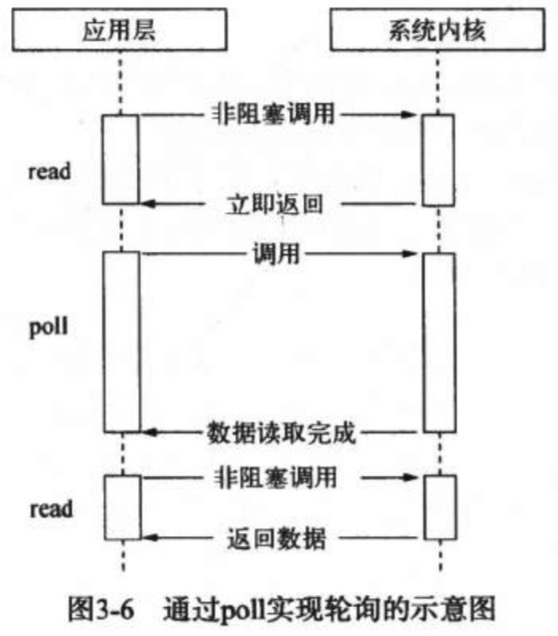 应用层 系统内核
非阻塞调用
read
立即返回
调用
poll
数据读取完成
非阻塞调用
read
返回数据
图3-6 通过poll实现轮询的示意图